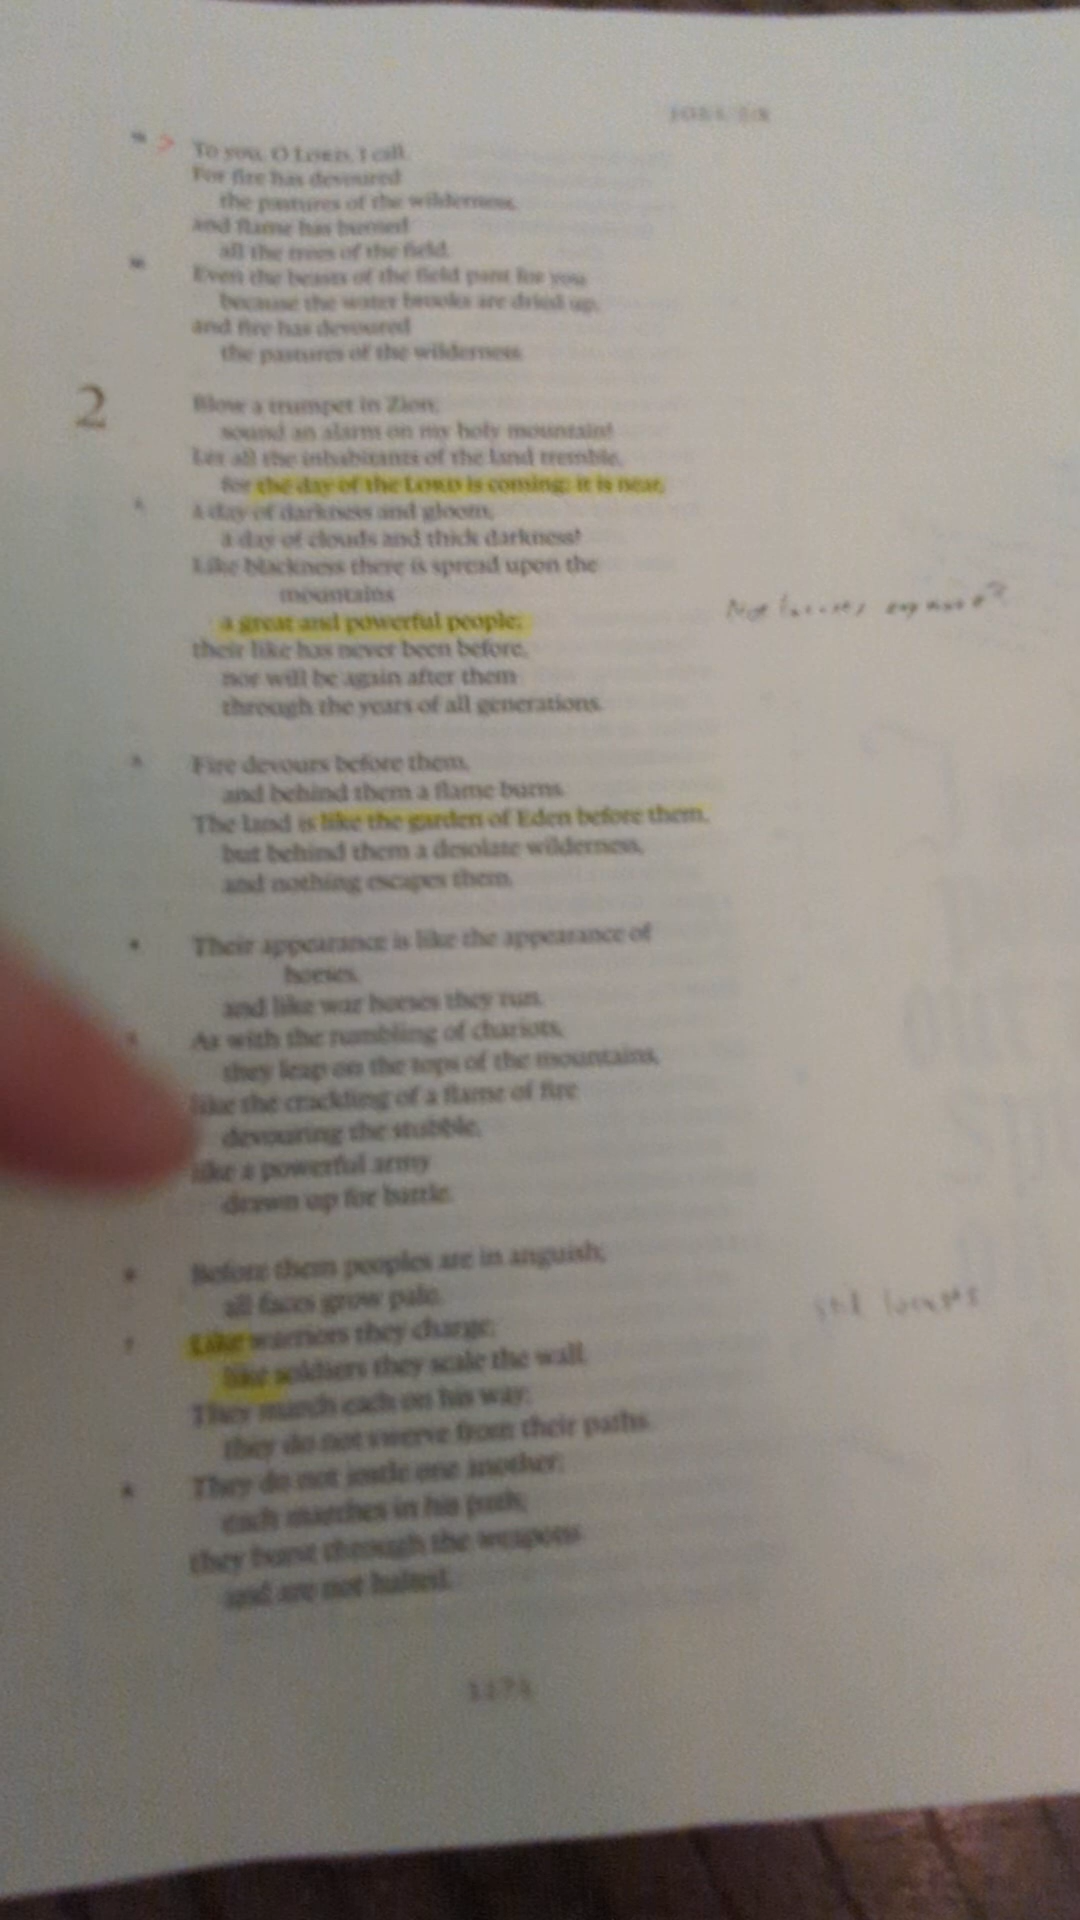 19 >
To you, O LORD, I call.
For fire has devoured
the pastures of the wilderness,
and flame has burned
all the trees of the field.
20
Even the beasts of the field pant for you
because the water brooks are dried up,
and fire has devoured
the pastures of the wilderness.
2
Blow a trumpet in Zion;
sound an alarm on my holy mountain!
Let all the inhabitants of the land tremble,
for the day of the LORD is coming; it is near,
2
a day of darkness and gloom,
a day of clouds and thick darkness!
Like blackness there is spread upon the
mountains
a great and powerful people;
Not locusts
their like has never been before,
nor will be again after them
through the years of all generations.
3
Fire devours before them,
and behind them a flame burns.
The land is like the garden of Eden before them,
but behind them a desolate wilderness,
and nothing escapes them.
4
Their appearance is like the appearance of
horses,
and like war horses they run.
5
As with the rumbling of chariots,
they leap on the tops of the mountains,
like the crackling of a flame of fire
devouring the stubble,
like a powerful army
drawn up for battle.
6
Before them peoples are in anguish;
all faces grow pale.
still locusts
7
Like warriors they charge;
like soldiers they scale the wall.
They march each on his way;
they do not swerve from their paths.
8
They do not jostle one another;
each marches in his path;
they burst through the weapons
and are not halted.